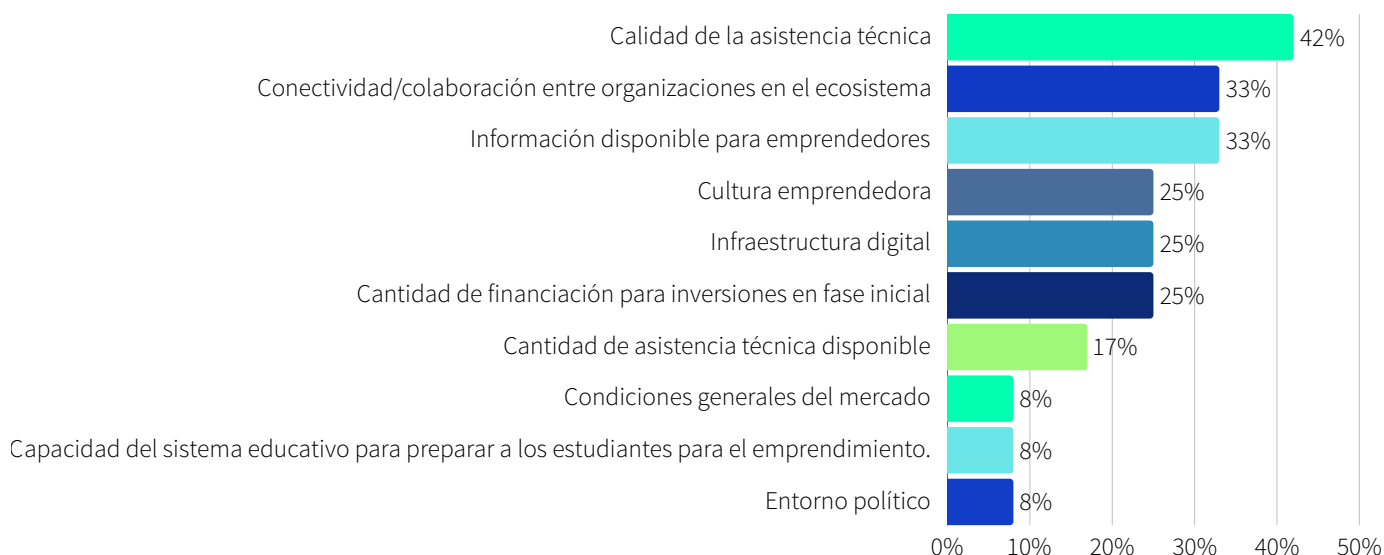 Calidad de la asistencia técnica 42%
Conectividad/colaboración entre organizaciones en el ecosistema 33%
Información disponible para emprendedores 33%
Cultura emprendedora 25%
Infraestructura digital 25%
Cantidad de financiación para inversiones en fase inicial 25%
Cantidad de asistencia técnica disponible 17%
Condiciones generales del mercado 8%
Capacidad del sistema educativo para preparar a los estudiantes para el emprendimiento. 8%
Entorno político 8%
0% 10% 20% 30% 40% 50%